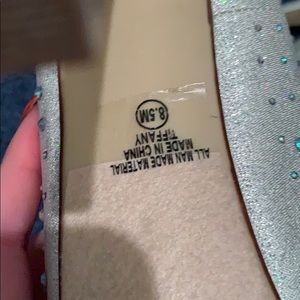 8.5M
TIFFANY
MADE IN CHINA
ALL MAN MADE MATERIAL